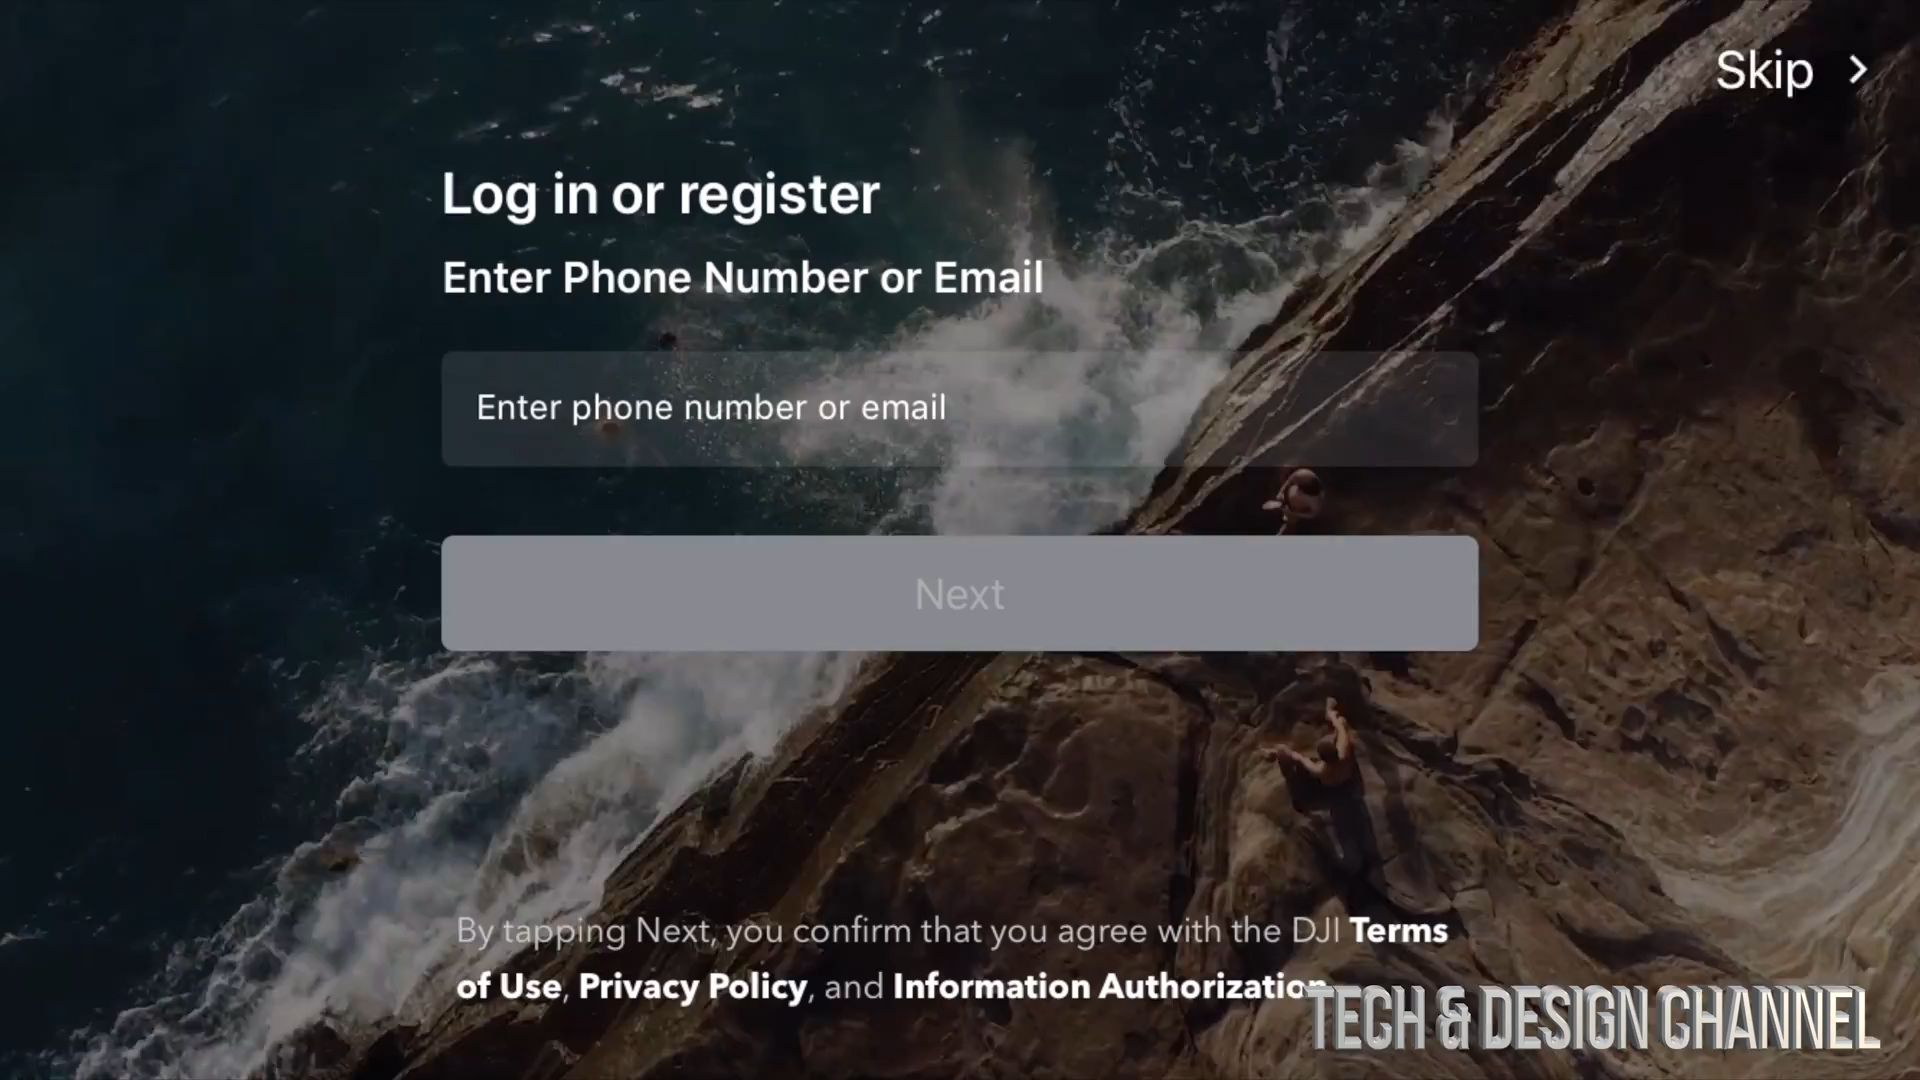 Skip
Log in or register
Enter Phone Number or Email
Enter phone number or email
Next
By tapping Next, you confirm that you agree with the DJI Terms
of Use, Privacy Policy, and Information Authorization
TECH & DESIGN CHANNEL